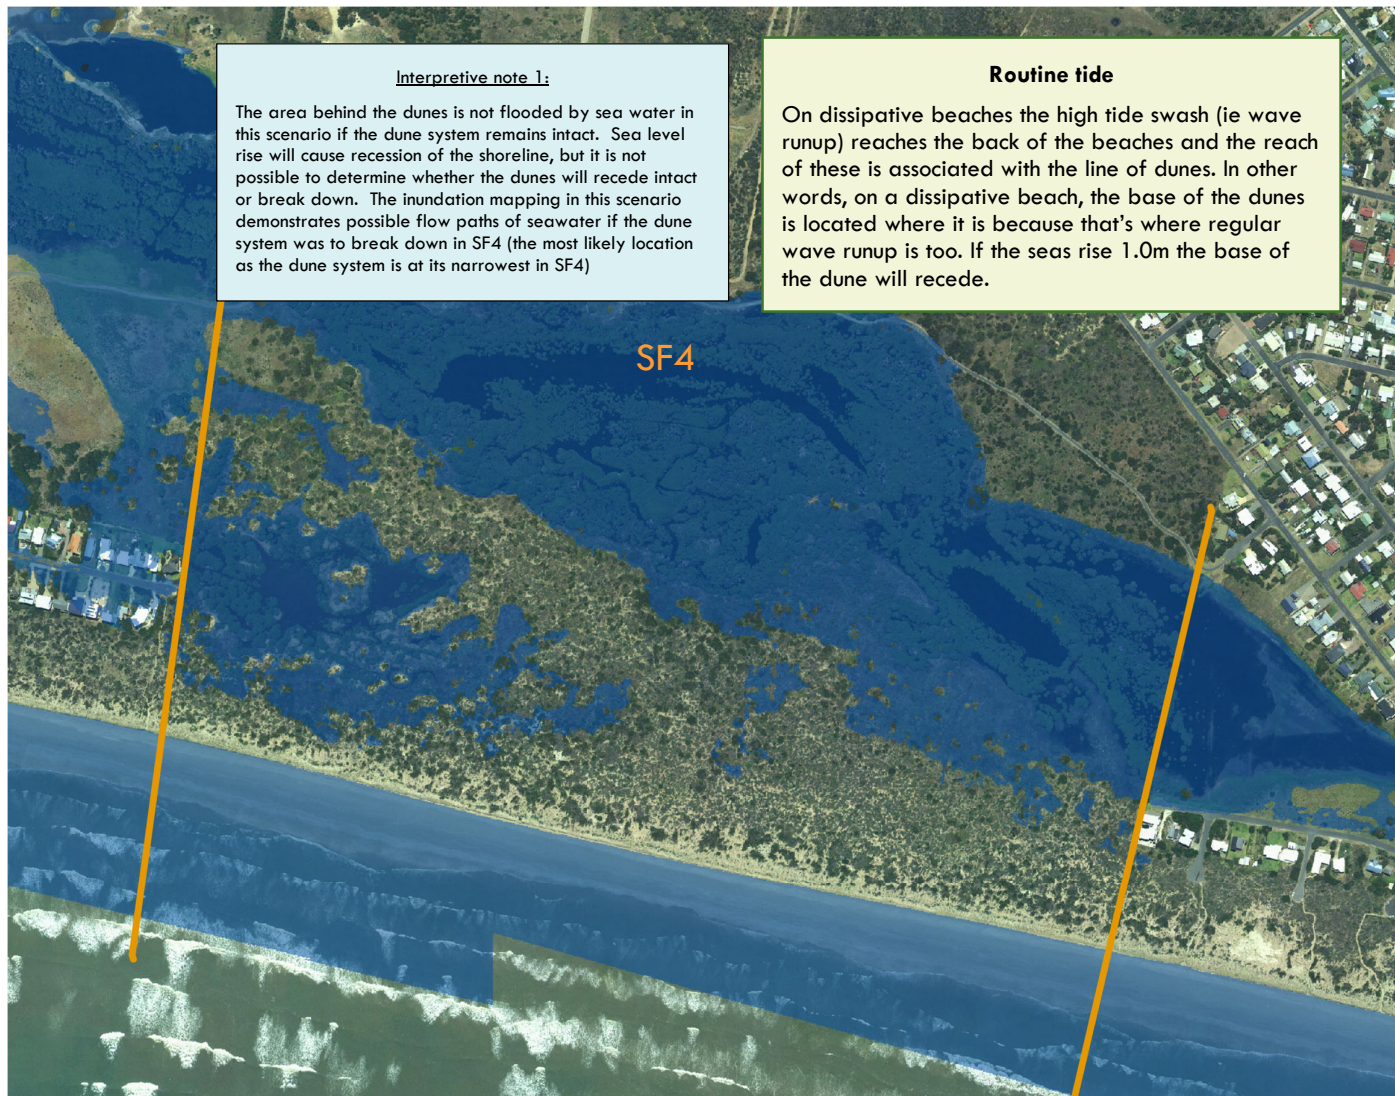 Interpretive note 1:
The area behind the dunes is not flooded by sea water in
this scenario if the dune system remains intact.  Sea level
rise will cause recession of the shoreline, but it is not
possible to determine whether the dunes will recede intact
or break down.  The inundation mapping in this scenario
demonstrates possible flow paths of seawater if the dune
system was to break down in SF4 (the most likely location
as the dune system is at its narrowest in SF4)
Routine tide
On dissipative beaches the high tide swash (ie wave
runup) reaches the back of the beaches and the reach
of these is associated with the line of dunes. In other
words, on a dissipative beach, the base of the dunes
is located where it is because that’s where regular
wave runup is too. If the seas rise 1.0m the base of
the dune will recede.
SF4